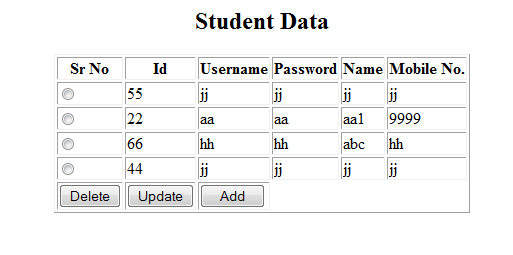 Student Data
Sr No Id Username Password Name Mobile No.
55 jj jj jj jj
22 aa aa aa1 9999
66 hh hh abc hh
44 jj jj jj jj
Delete Update Add